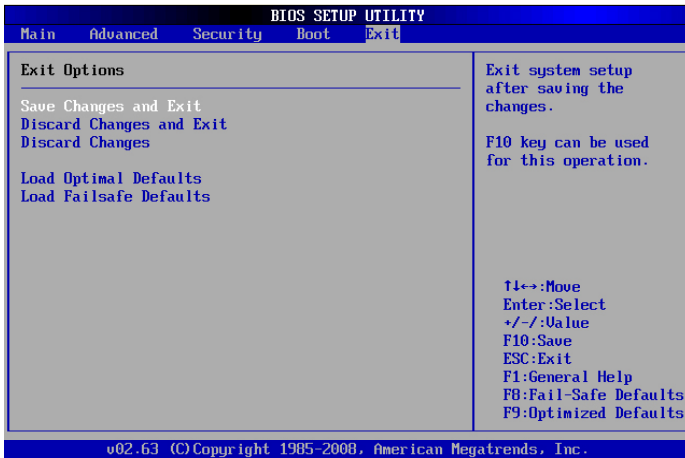 BIOS SETUP UTILITY
Main Advanced Security Boot Exit
Exit Options
Save Changes and Exit
Discard Changes and Exit
Discard Changes
Load Optimal Defaults
Load Failsafe Defaults
Exit system setup
after saving the
changes.
F10 key can be used
for this operation.
↑↓↔:Move
Enter:Select
+/-/:Value
F10:Save
ESC:Exit
F1:General Help
F8:Fail-Safe Defaults
F9:Optimized Defaults
v02.63 (C)Copyright 1985-2008, American Megatrends, Inc.